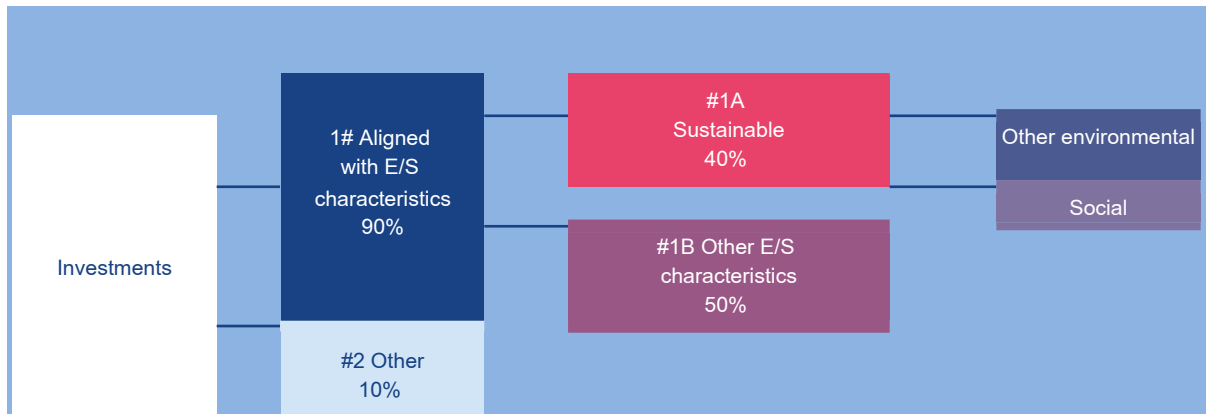 Investments
1# Aligned
with E/S
characteristics
90%
#2 Other
10%
#1A
Sustainable
40%
#1B Other E/S
characteristics
50%
Other environmental
Social